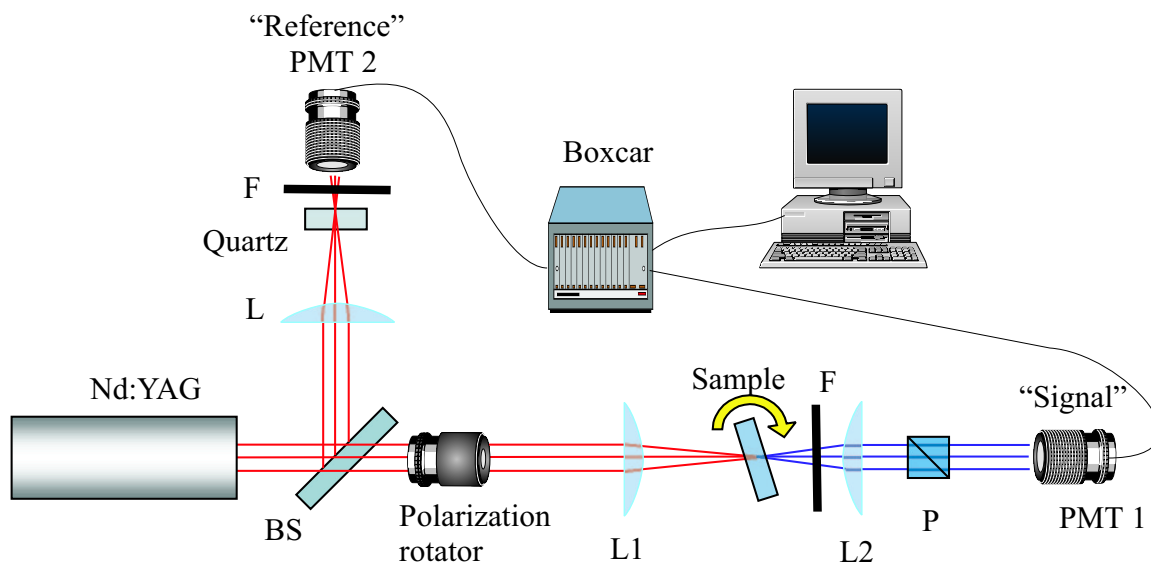 “Reference”
PMT 2
Boxcar
F
Quartz
L
Nd:YAG
Sample
F
“Signal”
BS
Polarization
rotator
L1
L2
P
PMT 1